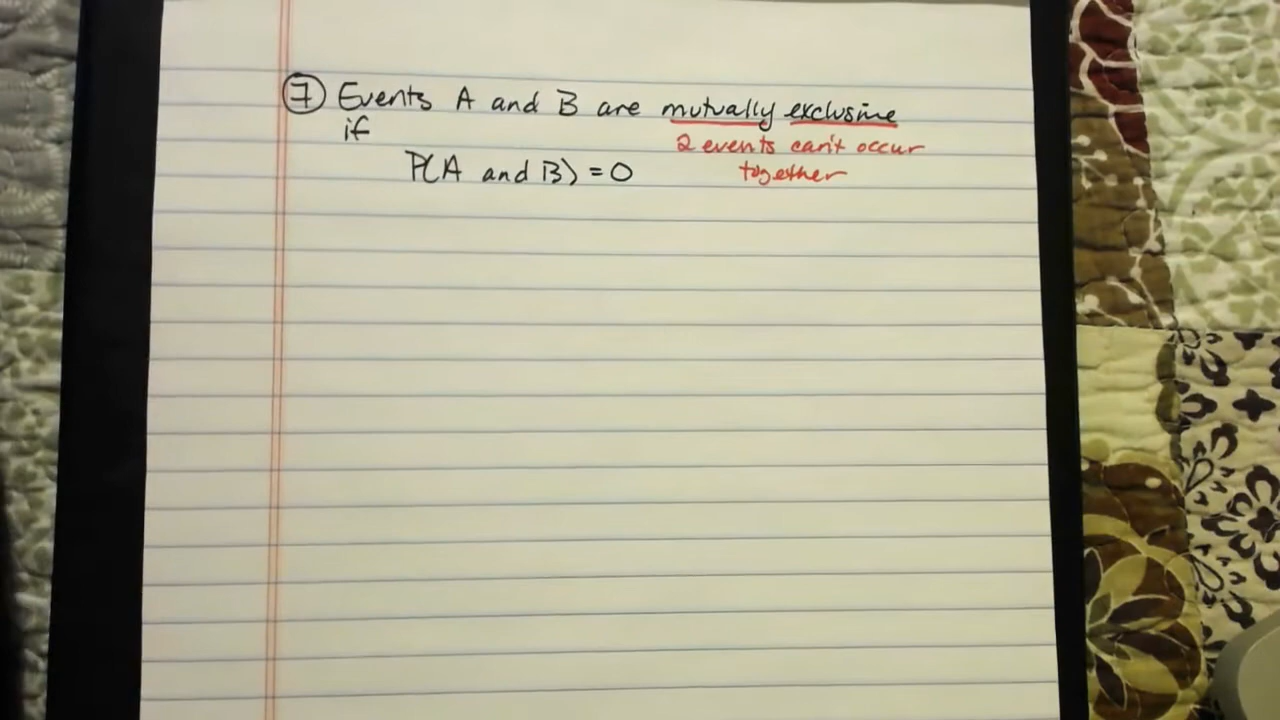 ⑦ Events A and B are mutually exclusive
if
2 events can't occur
P(A and B) = 0
together